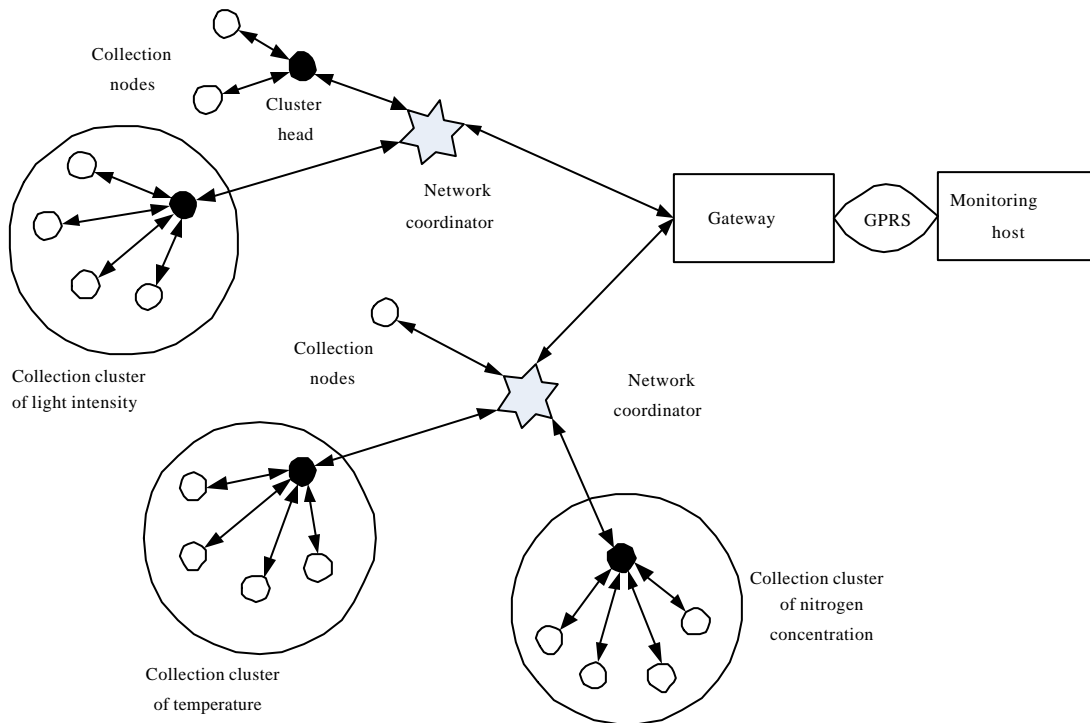 Collection
nodes
Cluster
head
Network
coordinator
Gateway
GPRS
Monitoring
host
Collection cluster
of light intensity
Collection
nodes
Network
coordinator
Collection cluster
of temperature
Collection cluster
of nitrogen
concentration